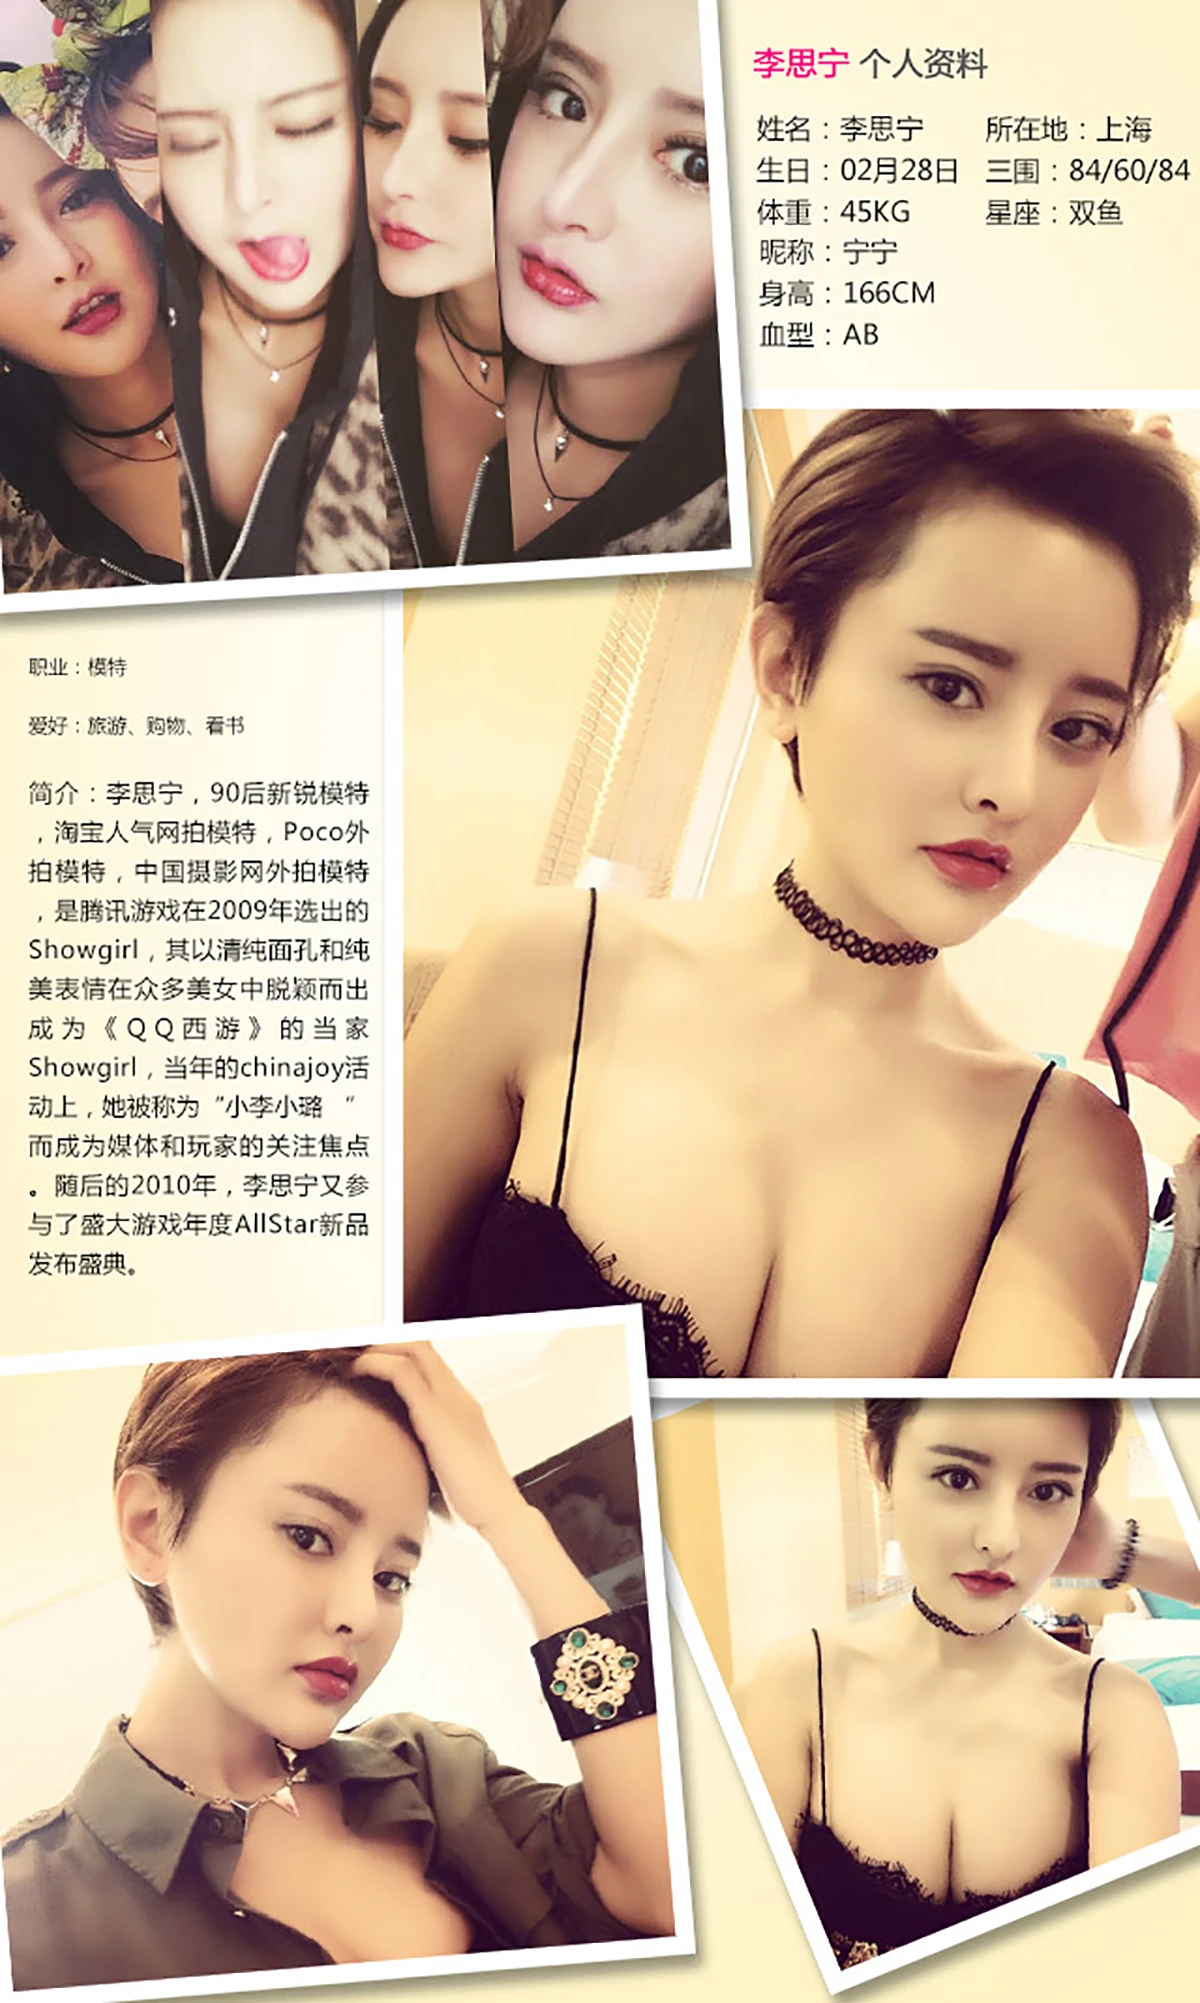 李思宁 个人资料
姓名：李思宁 所在地：上海
生日：02月28日 三围：84/60/84
体重：45KG 星座：双鱼
昵称：宁宁
身高：166CM
血型：AB
职业：模特
爱好：旅游、购物、看书
简介：李思宁，90后新锐模特
，淘宝人气网拍模特，Poco外
拍模特，中国摄影网外拍模特
，是腾讯游戏在2009年选出的
Showgirl，其以清纯面孔和纯
美表情在众多美女中脱颖而出
成为《QQ西游》的当家
Showgirl，当年的chinajoy活
动上，她被称为“小李小璐 ”
而成为媒体和玩家的关注焦点
。随后的2010年，李思宁又参
与了盛大游戏年度AllStar新品
发布盛典。